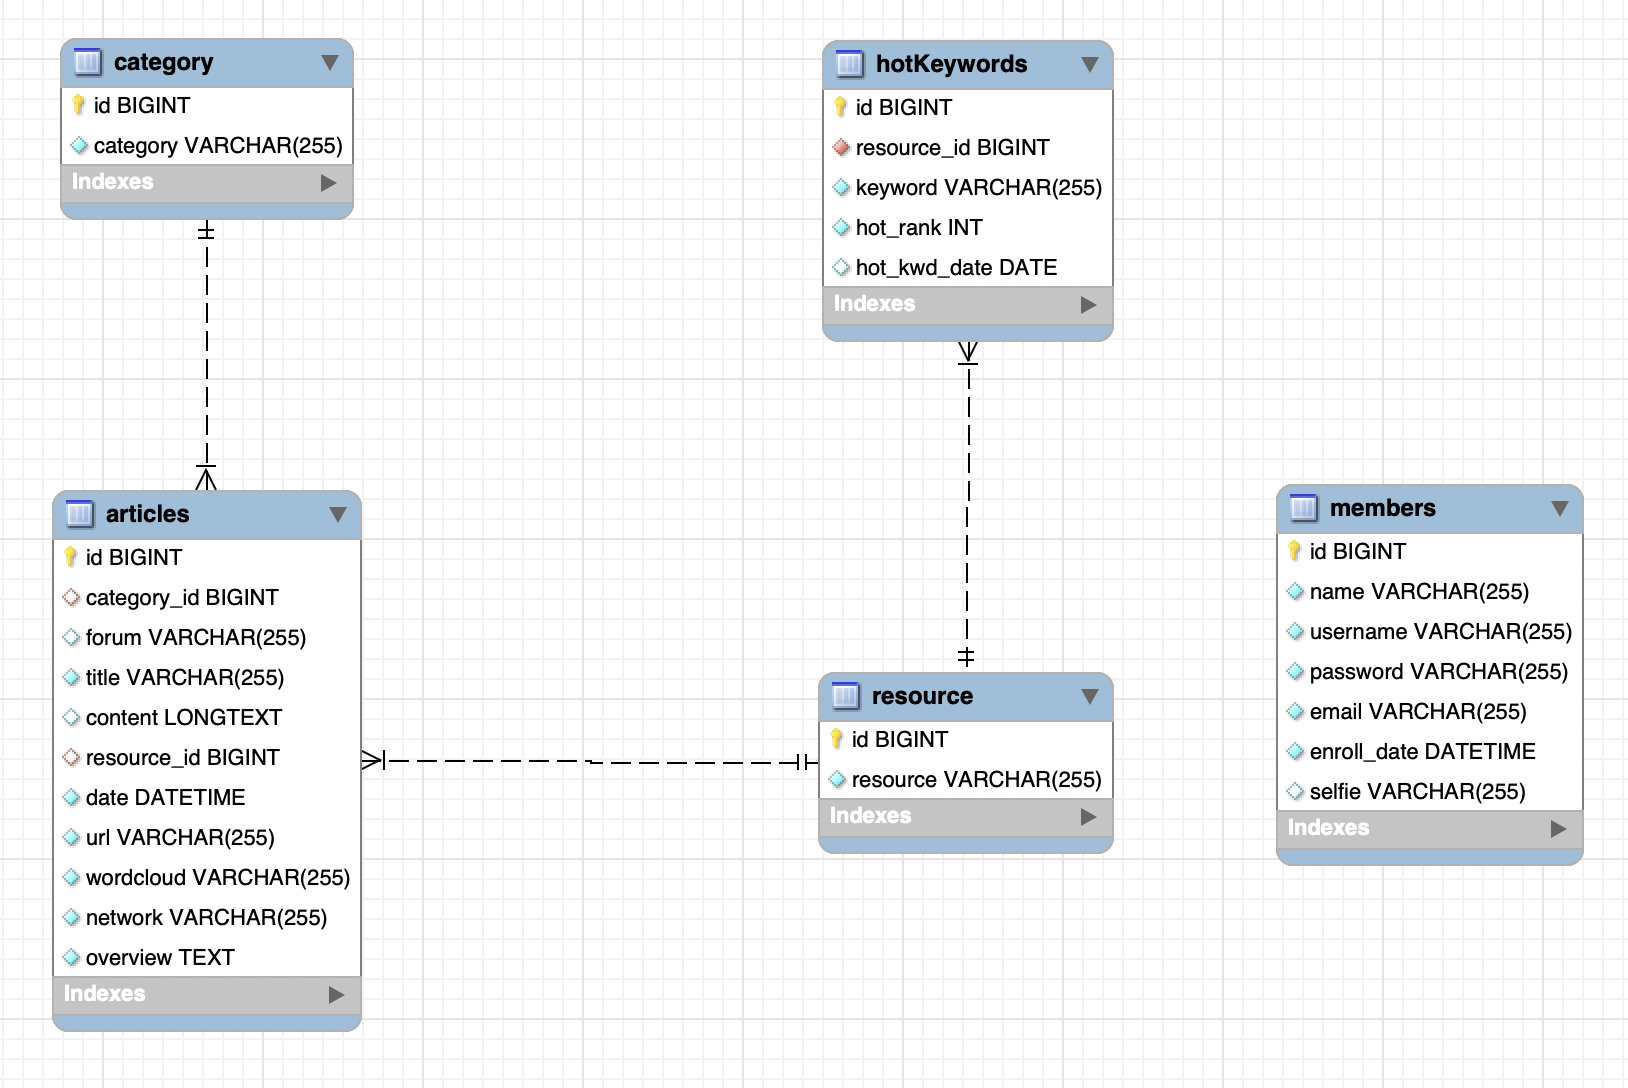 category
id BIGINT
category VARCHAR(255)
Indexes
hotKeywords
id BIGINT
resource_id BIGINT
keyword VARCHAR(255)
hot_rank INT
hot_kwd_date DATE
Indexes
articles
id BIGINT
category_id BIGINT
forum VARCHAR(255)
title VARCHAR(255)
content LONGTEXT
resource_id BIGINT
date DATETIME
url VARCHAR(255)
wordcloud VARCHAR(255)
network VARCHAR(255)
overview TEXT
Indexes
resource
id BIGINT
resource VARCHAR(255)
Indexes
members
id BIGINT
name VARCHAR(255)
username VARCHAR(255)
password VARCHAR(255)
email VARCHAR(255)
enroll_date DATETIME
selfie VARCHAR(255)
Indexes